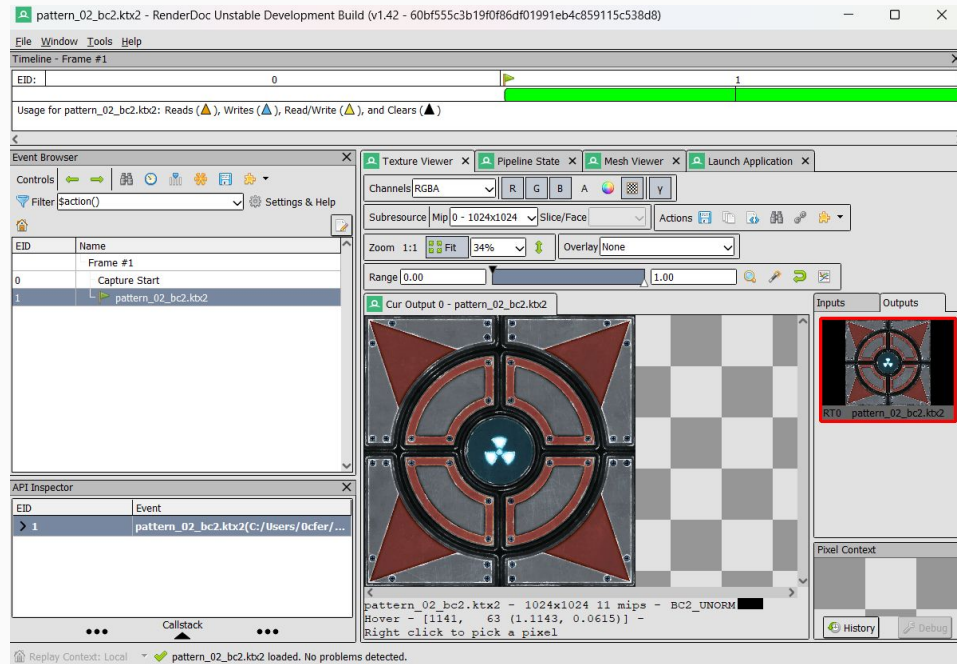 pattern_02_bc2.ktx2 - RenderDoc Unstable Development Build (v1.42 - 60bf555c3b19f0f86df01991eb4c859115c538d8)
File Window Tools Help
Timeline - Frame #1
EID: 0 1
Usage for pattern_02_bc2.ktx2: Reads ( ), Writes ( ), Read/Write ( ), and Clears ( )
Event Browser
Controls
Filter $action() Settings & Help
EID Name
Frame #1
0 Capture Start
1 pattern_02_bc2.ktx2
API Inspector
EID Event
1 pattern_02_bc2.ktx2(C:/Users/Ocfer/...
Callstack
Texture Viewer Pipeline State Mesh Viewer Launch Application
Channels RGBA R G B A γ
Subresource Mip 0 - 1024x1024 Slice/Face Actions
Zoom 1:1 Fit 34% Overlay None
Range 0.00 1.00
Cur Output 0 - pattern_02_bc2.ktx2
pattern_02_bc2.ktx2 - 1024x1024 11 mips - BC2_UNORM
Hover - [1141, 63 (1.1143, 0.0615)] -
Right click to pick a pixel
Inputs Outputs
RT0 pattern_02_bc2.ktx2
Pixel Context
History Debug
Replay Context: Local pattern_02_bc2.ktx2 loaded. No problems detected.